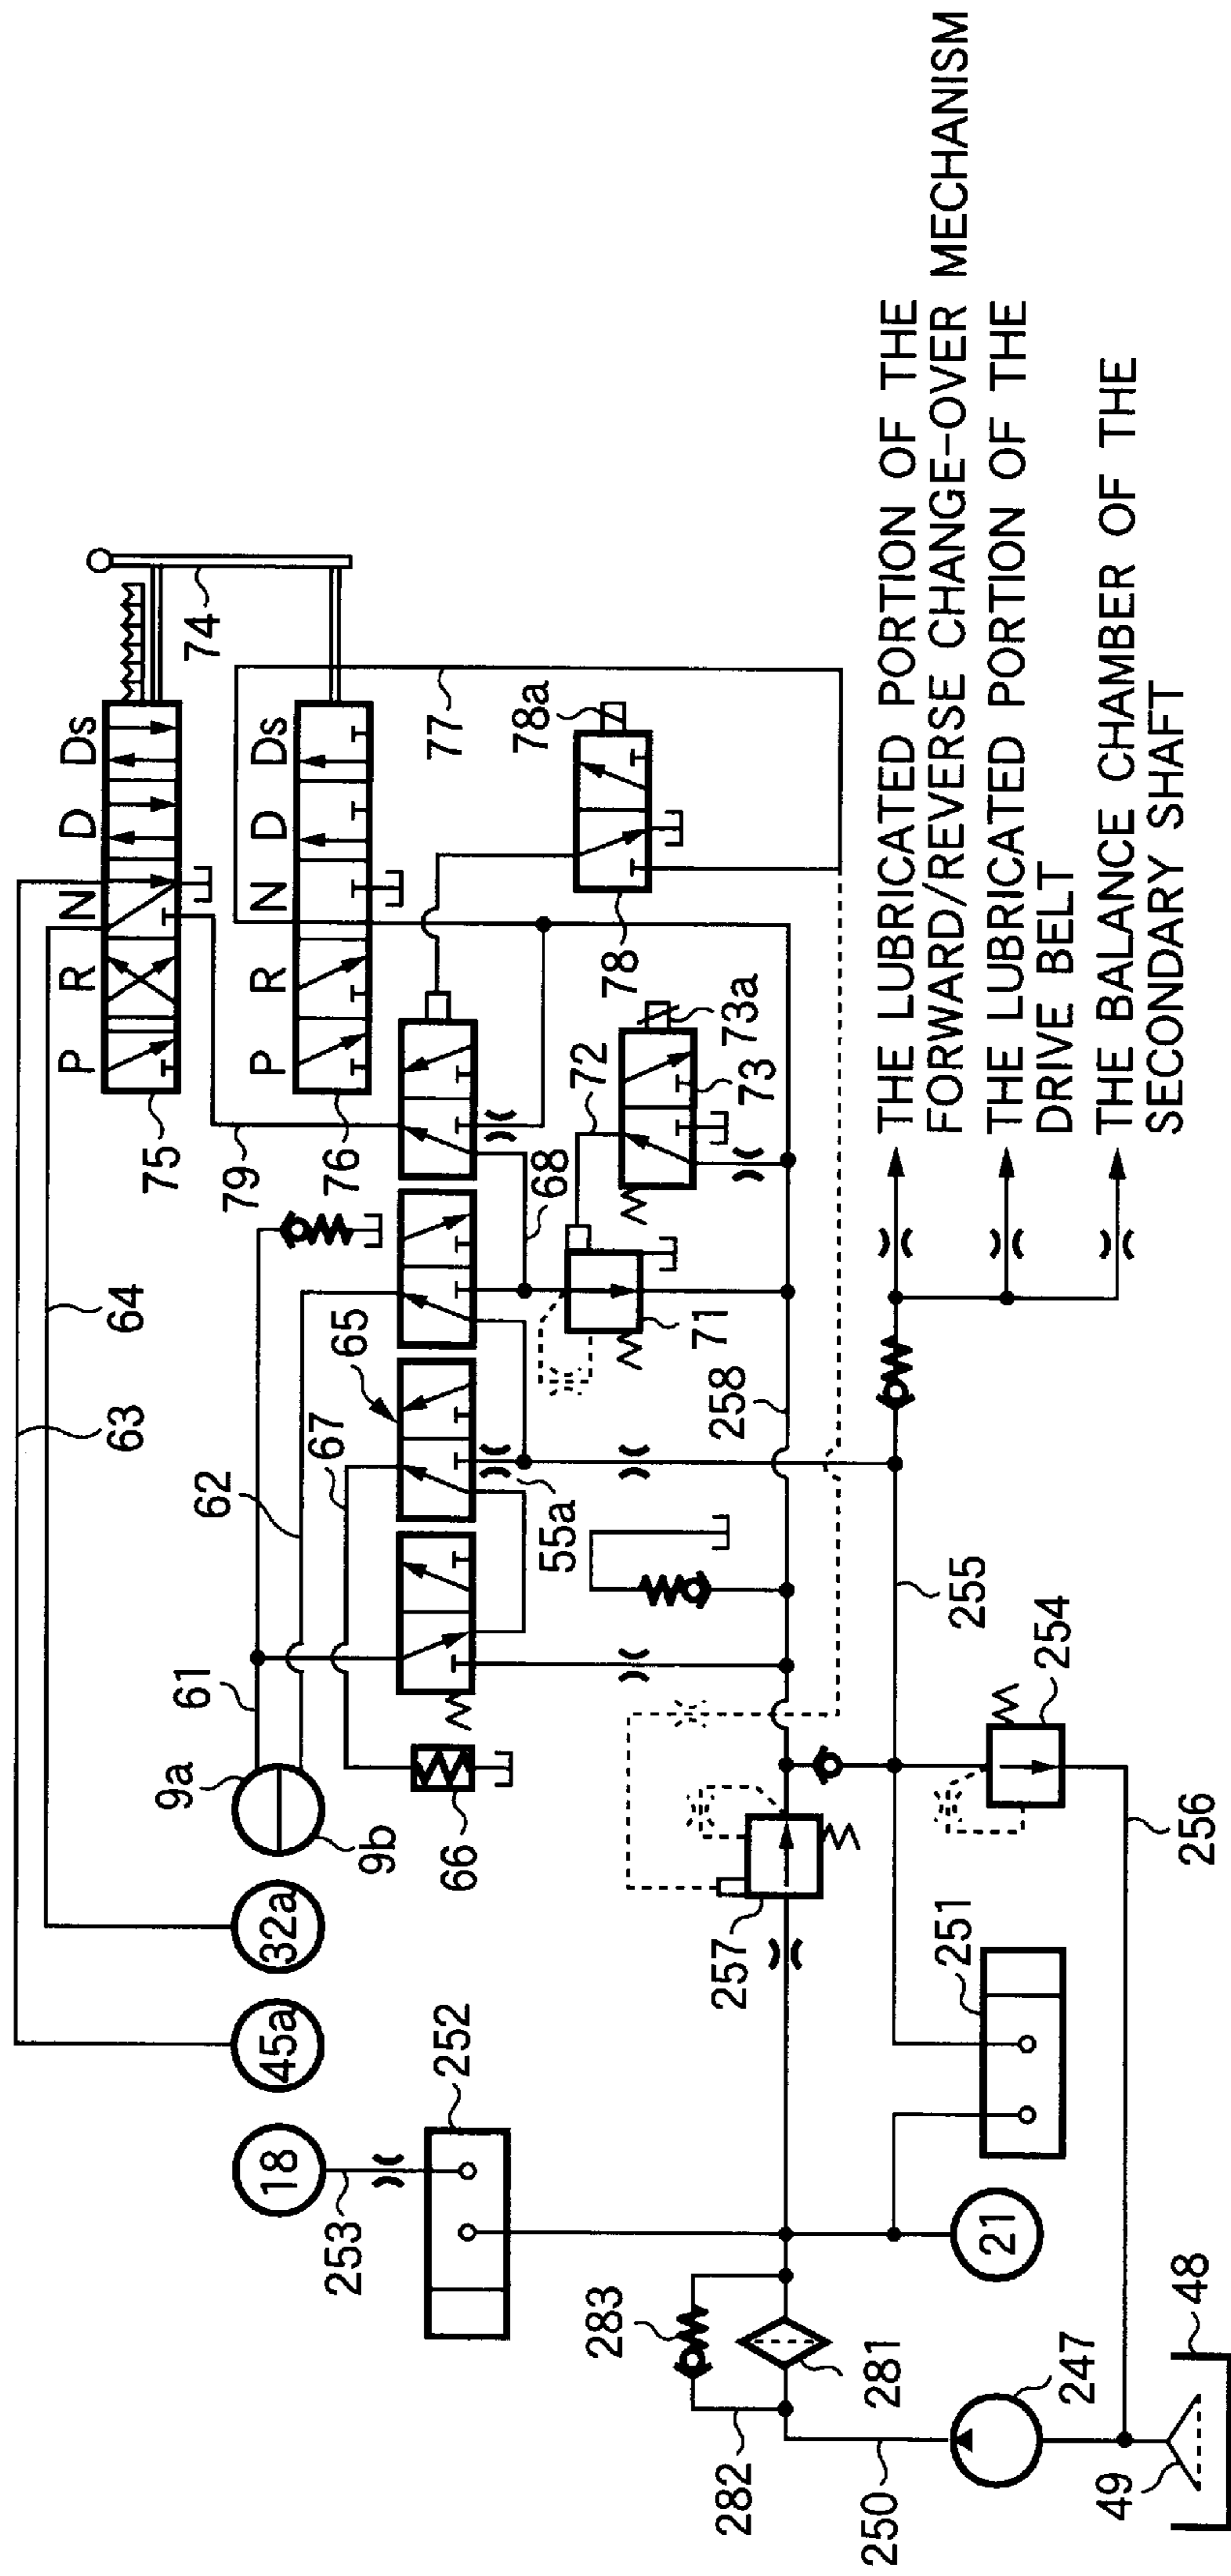 63
64
P R N D Ds
75
79
74
P R N D Ds
76
77
61
62
67
65
9a
9b
32a
45a
18
253
252
66
55a
68
72
71
73
73a
78
78a
258
257
283
282
281
250
247
21
251
255
254
256
49
48
THE LUBRICATED PORTION OF THE
FORWARD/REVERSE CHANGE-OVER MECHANISM
THE LUBRICATED PORTION OF THE
DRIVE BELT
THE BALANCE CHAMBER OF THE
SECONDARY SHAFT